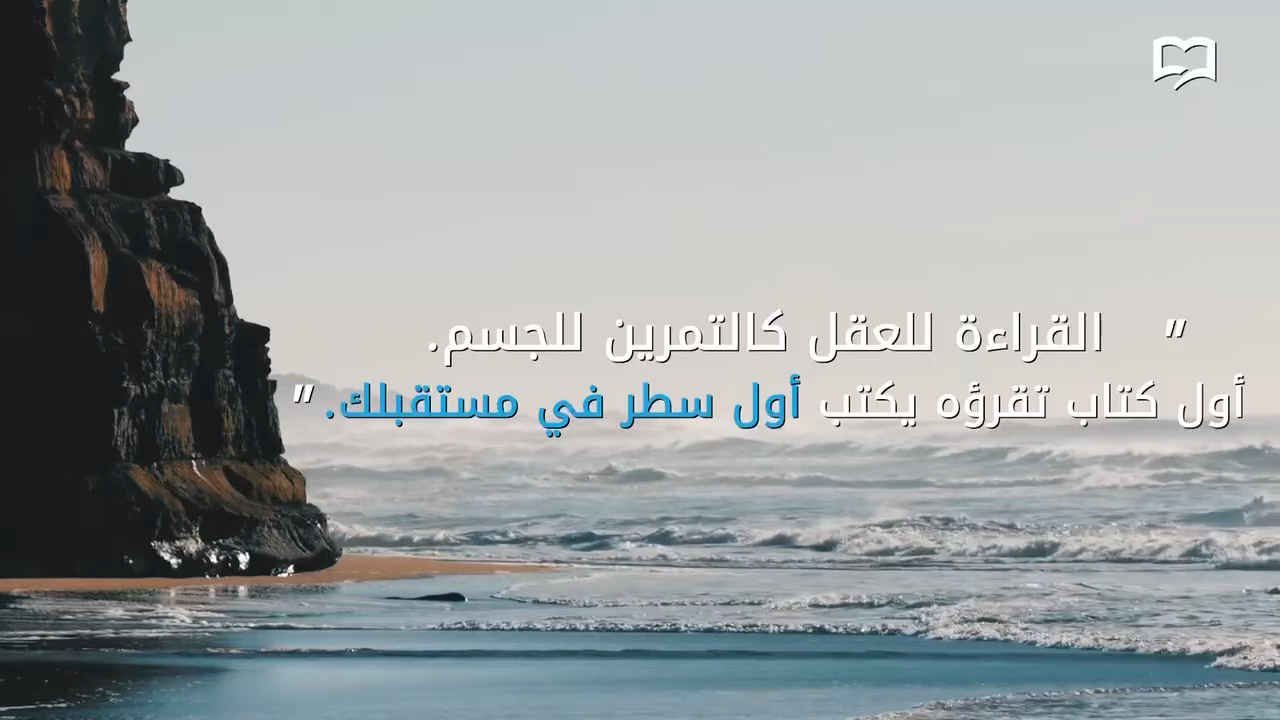 " القراءة للعقل كالتمرين للجسم.
أول كتاب تقرؤه يكتب أول سطر في مستقبلك. "